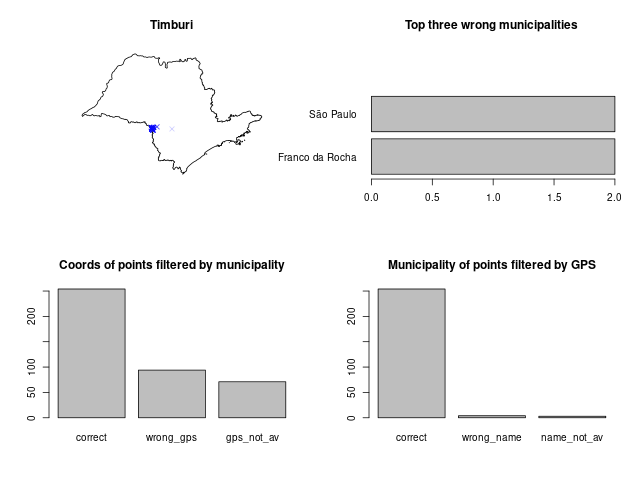 Timburi
Top three wrong municipalities
São Paulo
Franco da Rocha
0.0 0.5 1.0 1.5 2.0
Coords of points filtered by municipality
0 50 100 200
correct wrong_gps gps_not_av
Municipality of points filtered by GPS
0 50 100 200
correct wrong_name name_not_av